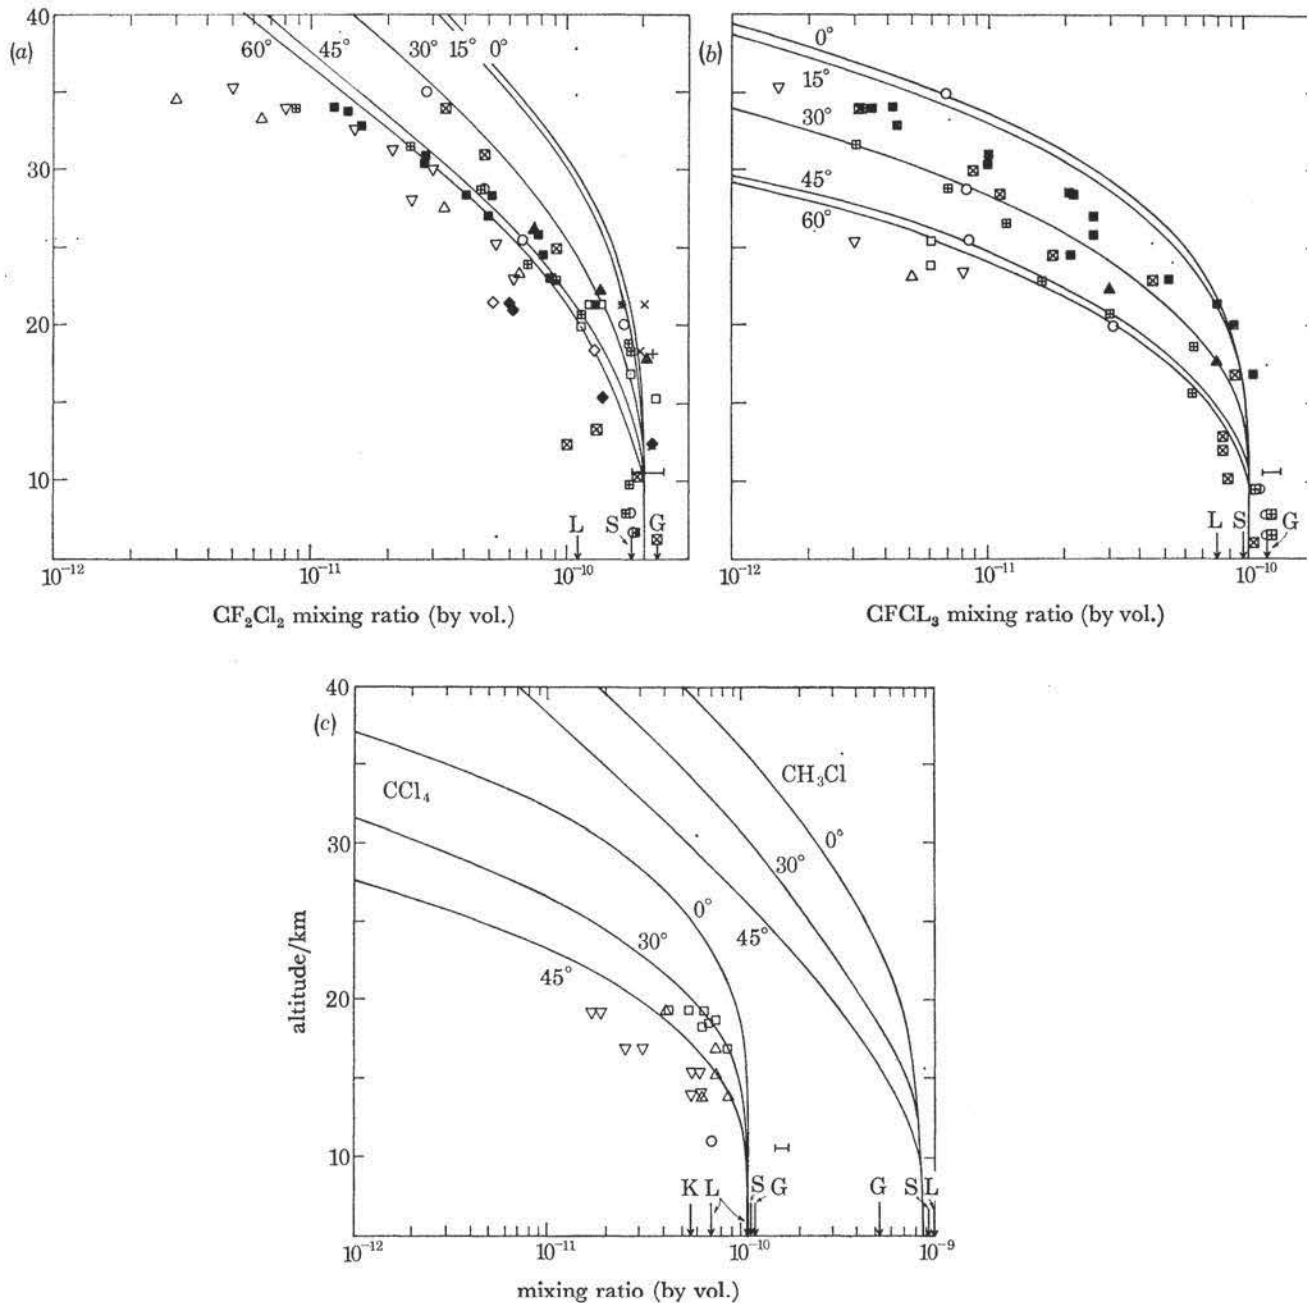 (a)
40
30
20
10
60°
45°
30°
15°
0°
L
S
G
10⁻¹²
10⁻¹¹
10⁻¹⁰
CF₂Cl₂ mixing ratio (by vol.)
(b)
0°
15°
30°
45°
60°
L
S
G
10⁻¹²
10⁻¹¹
10⁻¹⁰
CFCL₃ mixing ratio (by vol.)
(c)
40
30
20
10
altitude/km
CCl₄
CH₃Cl
0°
30°
45°
0°
30°
45°
K
L
S
G
G
S
L
10⁻¹²
10⁻¹¹
10⁻¹⁰
10⁻⁹
mixing ratio (by vol.)